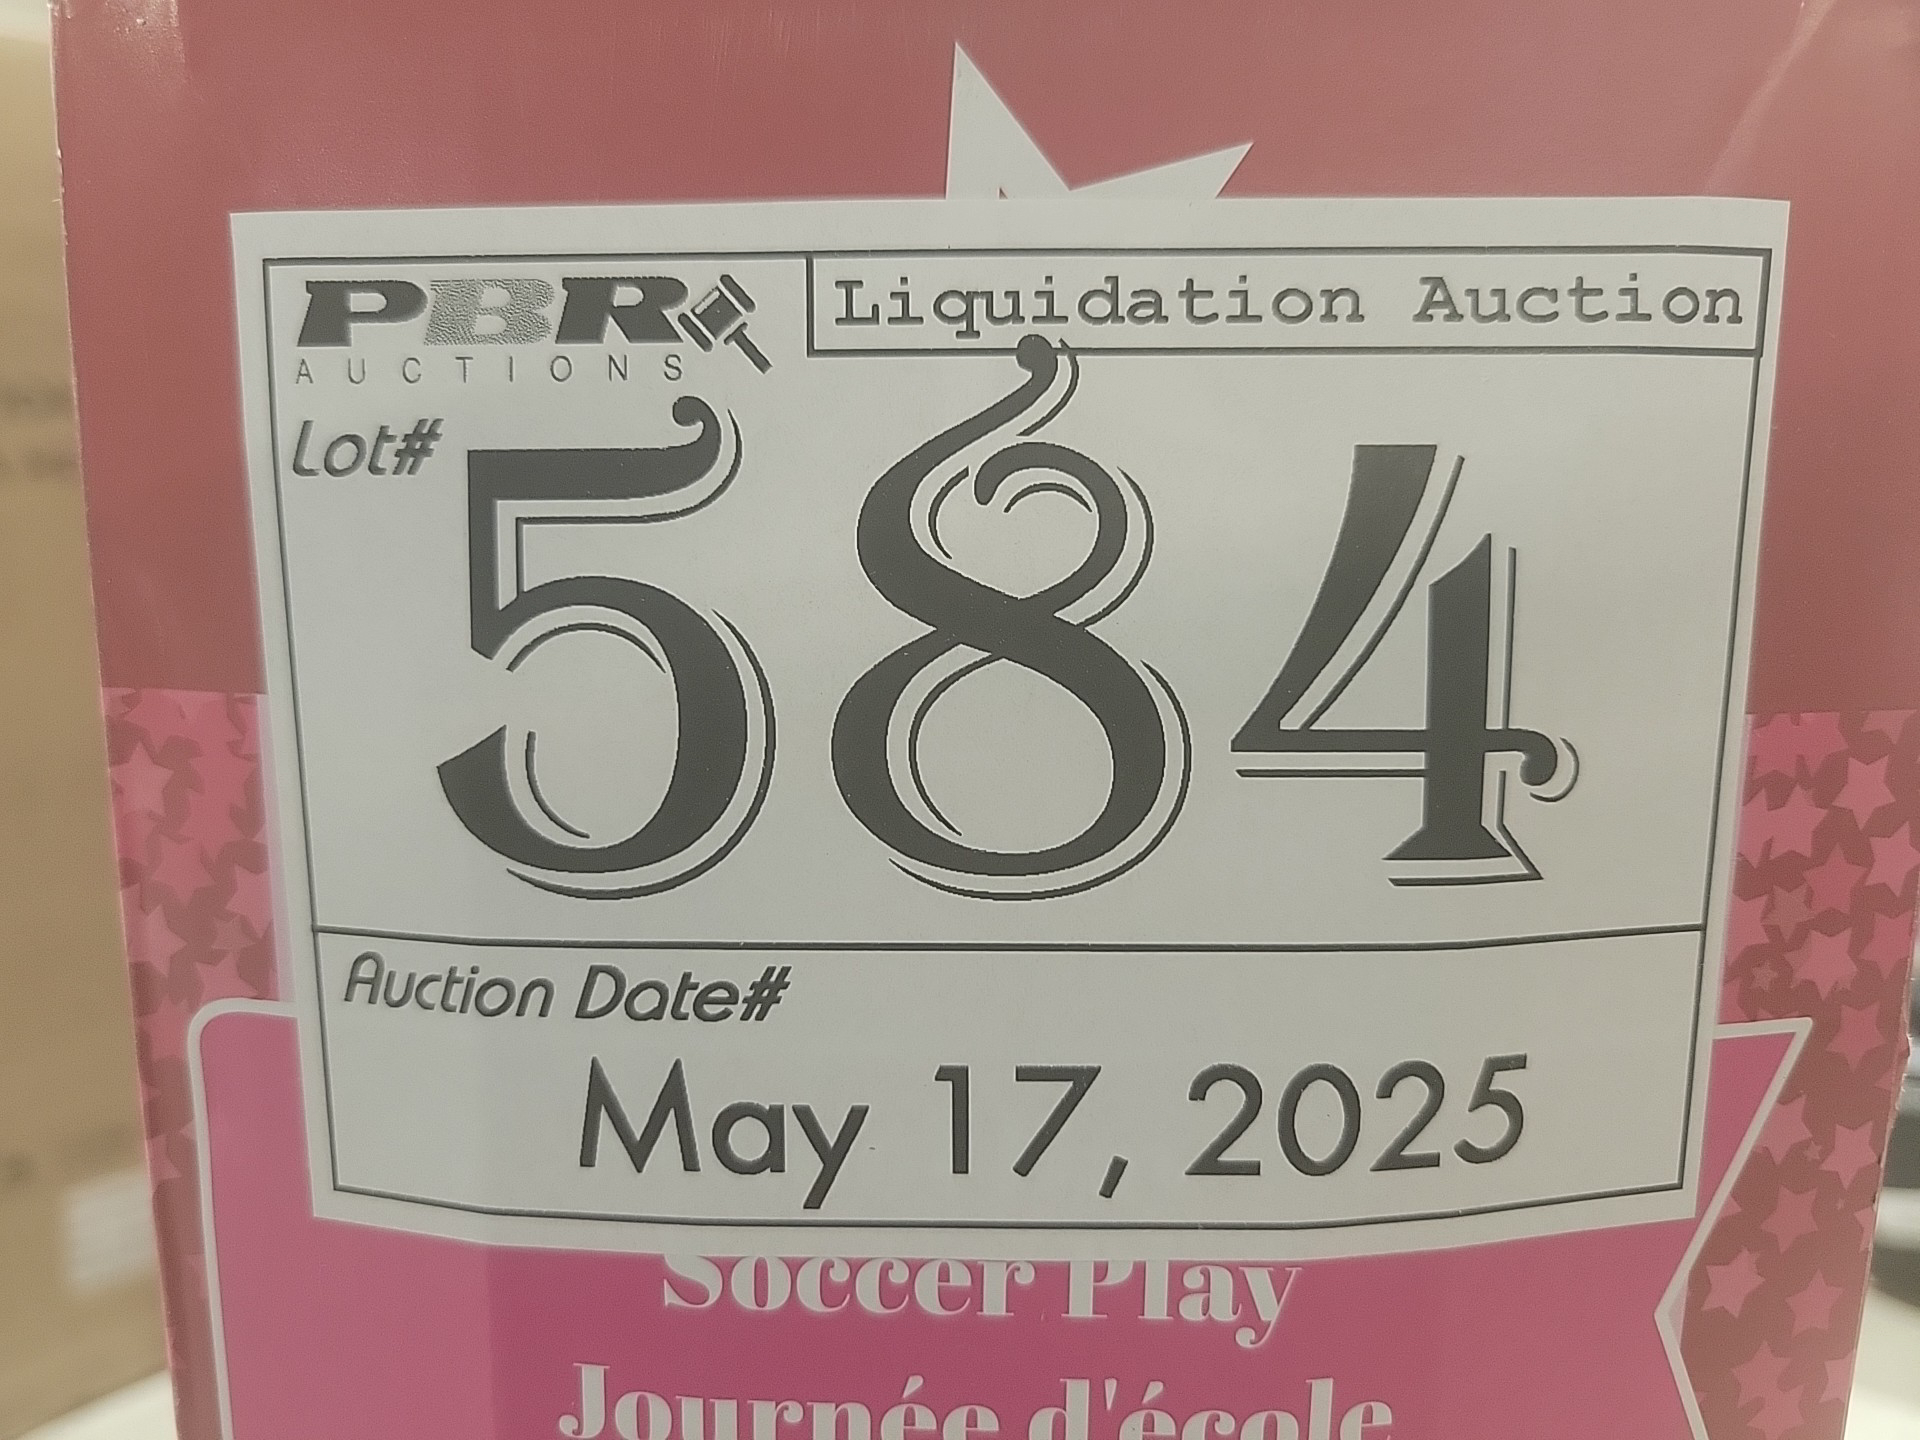 PBR
AUCTIONS
Liquidation Auction
Lot#
584
Auction Date#
May 17, 2025
Soccer Play
Journée d'école